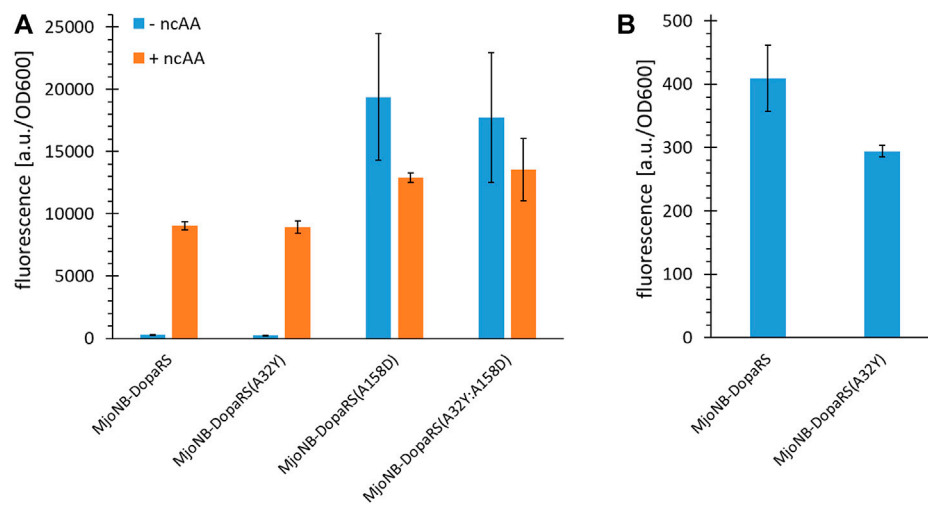 A
fluorescence [a.u./OD600]
25000
20000
15000
10000
5000
0
- ncAA
+ ncAA
MjoNB-DopaRS
MjoNB-DopaRS(A32Y)
MjoNB-DopaRS(A158D)
MjoNB-DopaRS(A32Y:A158D)
B
fluorescence [a.u./OD600]
500
400
300
200
100
0
MjoNB-DopaRS
MjoNB-DopaRS(A32Y)